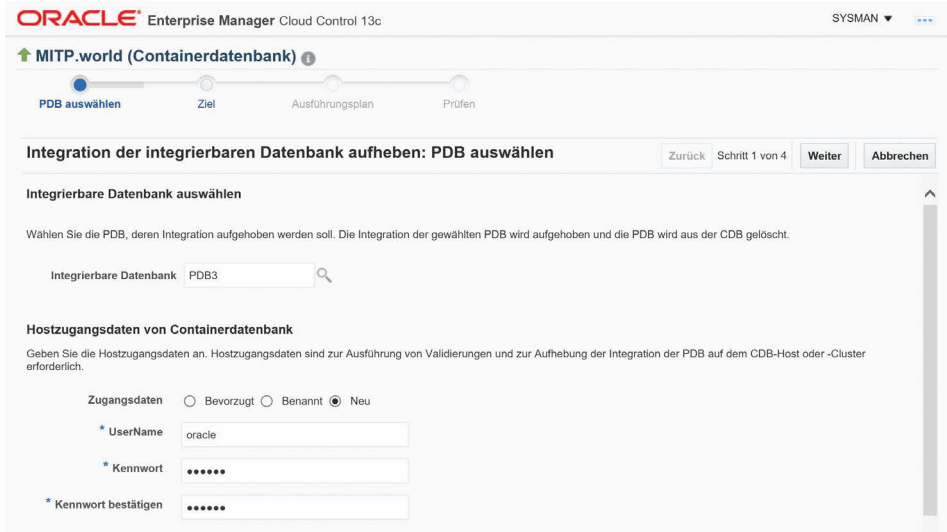 ORACLE® Enterprise Manager Cloud Control 13c
SYSMAN
MITP.world (Containerdatenbank)
PDB auswählen Ziel Ausführungsplan Prüfen
Integration der integrierbaren Datenbank aufheben: PDB auswählen
Zurück Schritt 1 von 4 Weiter Abbrechen
Integrierbare Datenbank auswählen
Wählen Sie die PDB, deren Integration aufgehoben werden soll. Die Integration der gewählten PDB wird aufgehoben und die PDB wird aus der CDB gelöscht.
Integrierbare Datenbank PDB3
Hostzugangsdaten von Containerdatenbank
Geben Sie die Hostzugangsdaten an. Hostzugangsdaten sind zur Ausführung von Validierungen und zur Aufhebung der Integration der PDB auf dem CDB-Host oder -Cluster
erforderlich.
Zugangsdaten Bevorzugt Benannt Neu
* UserName oracle
* Kennwort ●●●●●●
* Kennwort bestätigen ●●●●●●